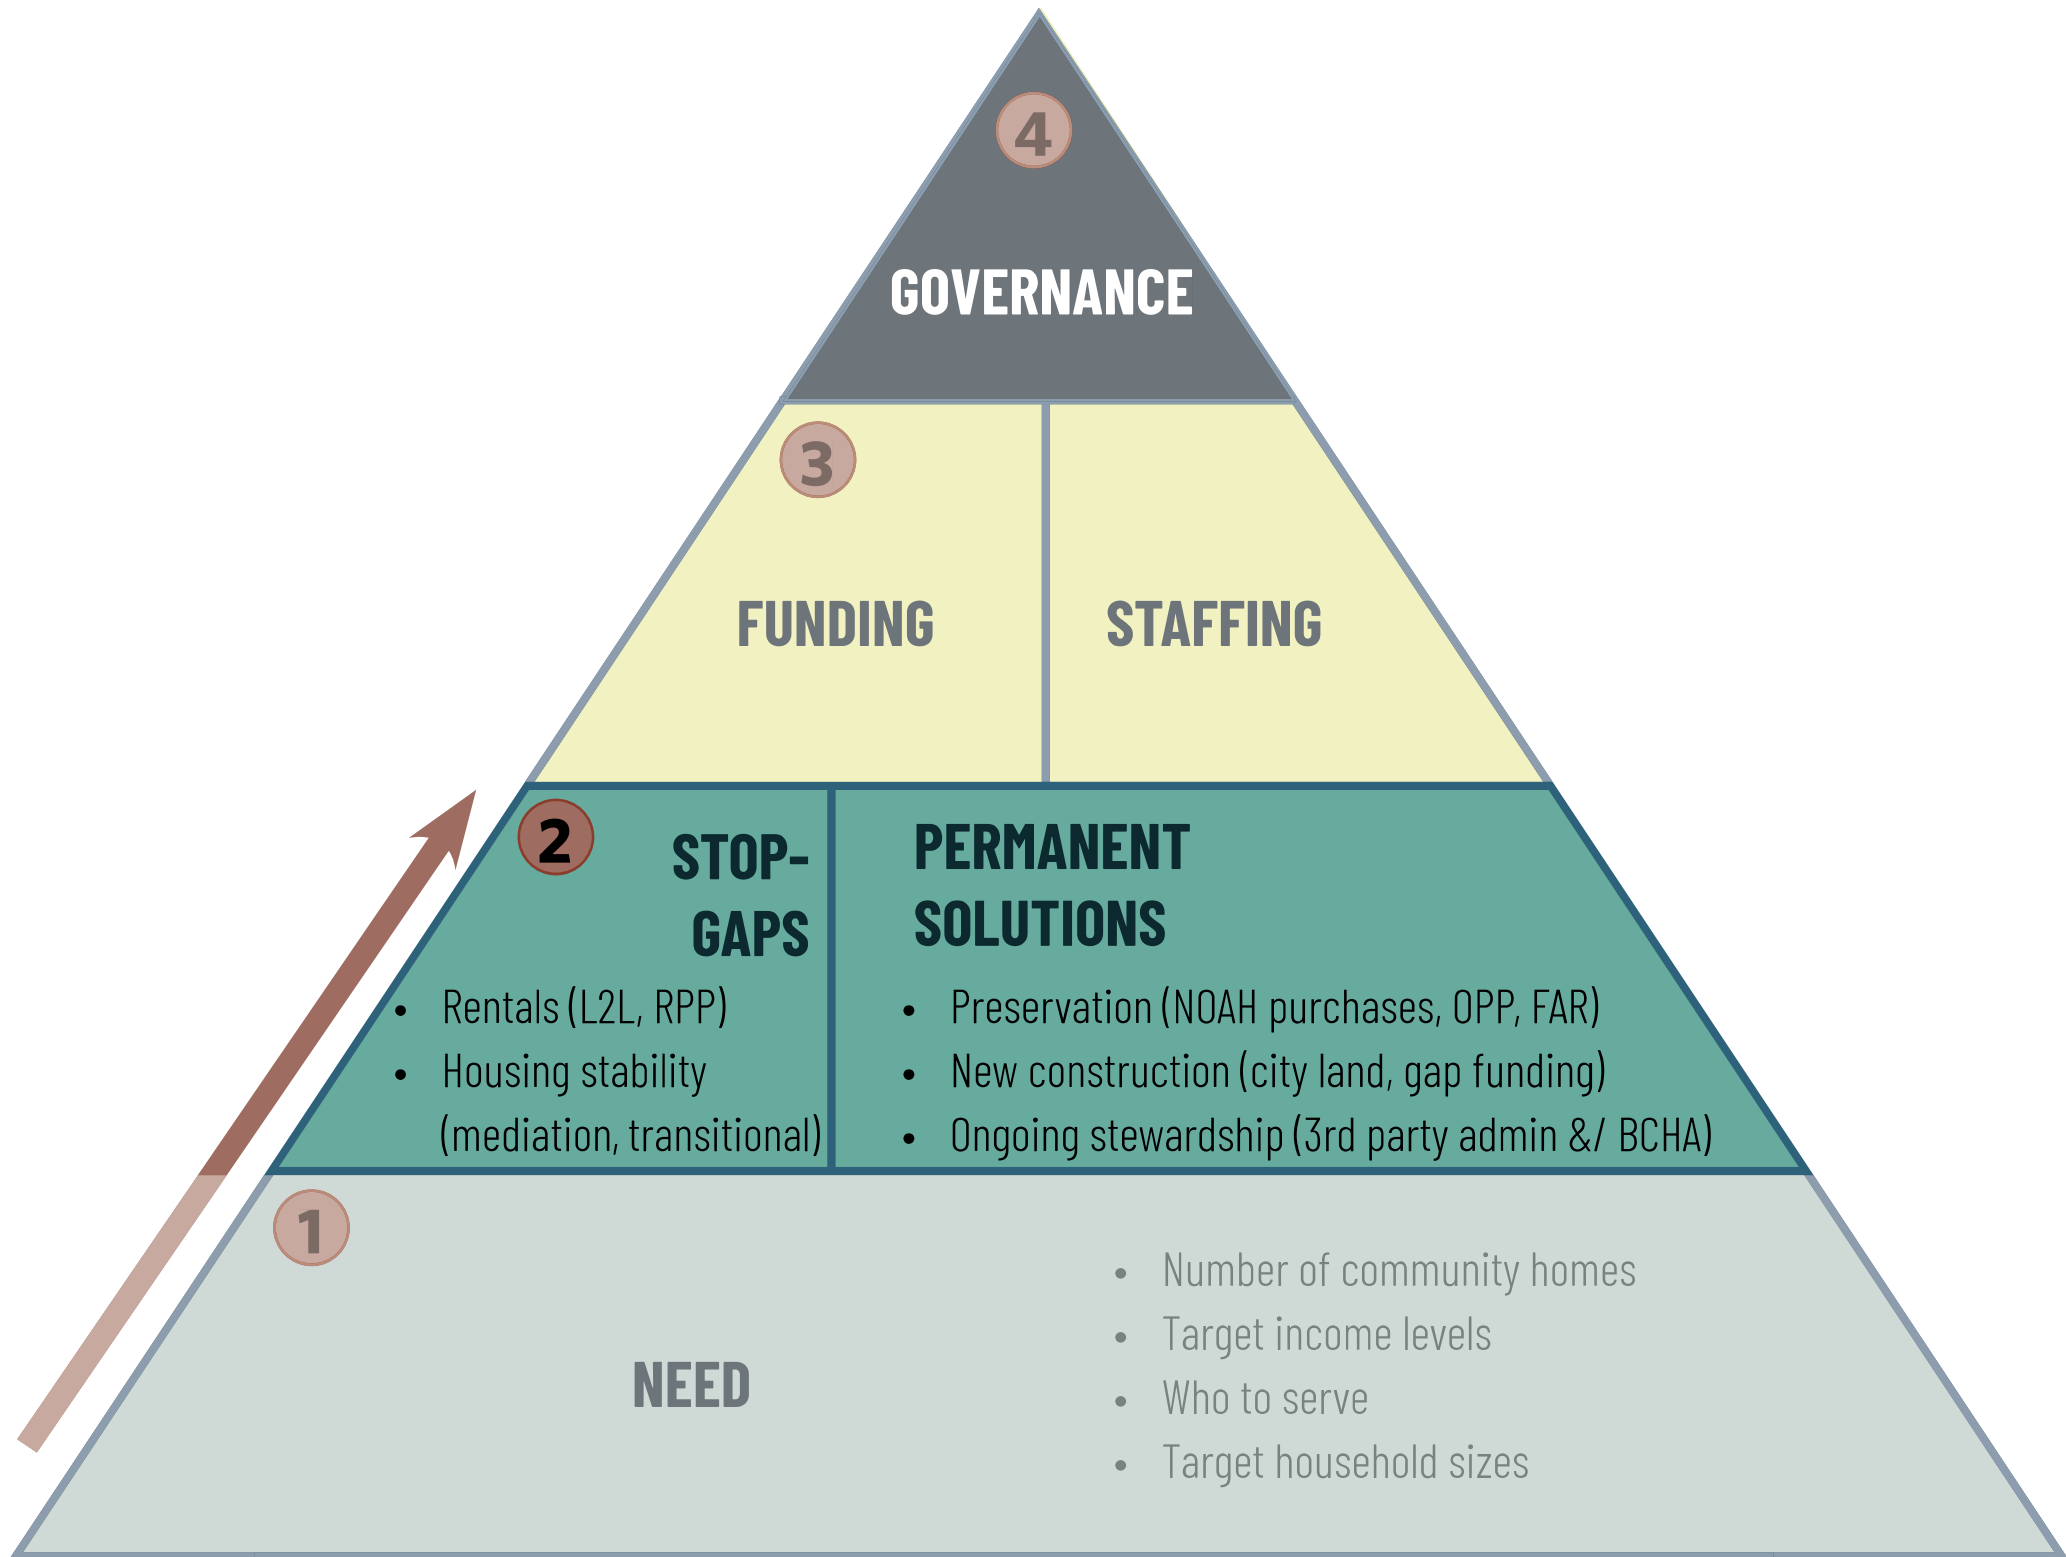 4
GOVERNANCE
3
FUNDING
STAFFING
2
STOP-
GAPS
• Rentals (L2L, RPP)
• Housing stability
(mediation, transitional)
PERMANENT
SOLUTIONS
• Preservation (NOAH purchases, OPP, FAR)
• New construction (city land, gap funding)
• Ongoing stewardship (3rd party admin &/ BCHA)
1
NEED
• Number of community homes
• Target income levels
• Who to serve
• Target household sizes